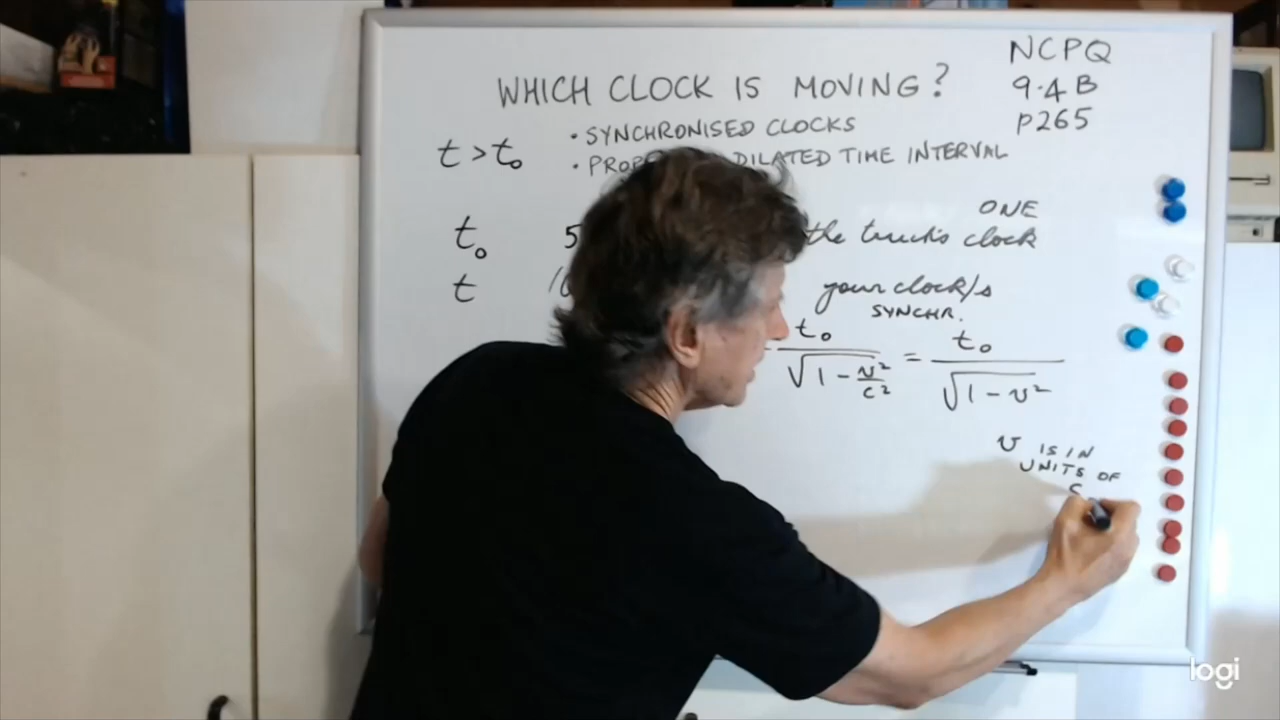 WHICH CLOCK IS MOVING?
NCPQ
9.4B
p265
t > t₀
• SYNCHRONISED CLOCKS
• DILATED TIME INTERVAL
ONE
t₀ 5 the truck's clock
t your clock/s
SYNCHR.
t₀ / √(1 - v²/c²) = t₀ / √(1 - v²)
v IS IN
UNITS OF
logi